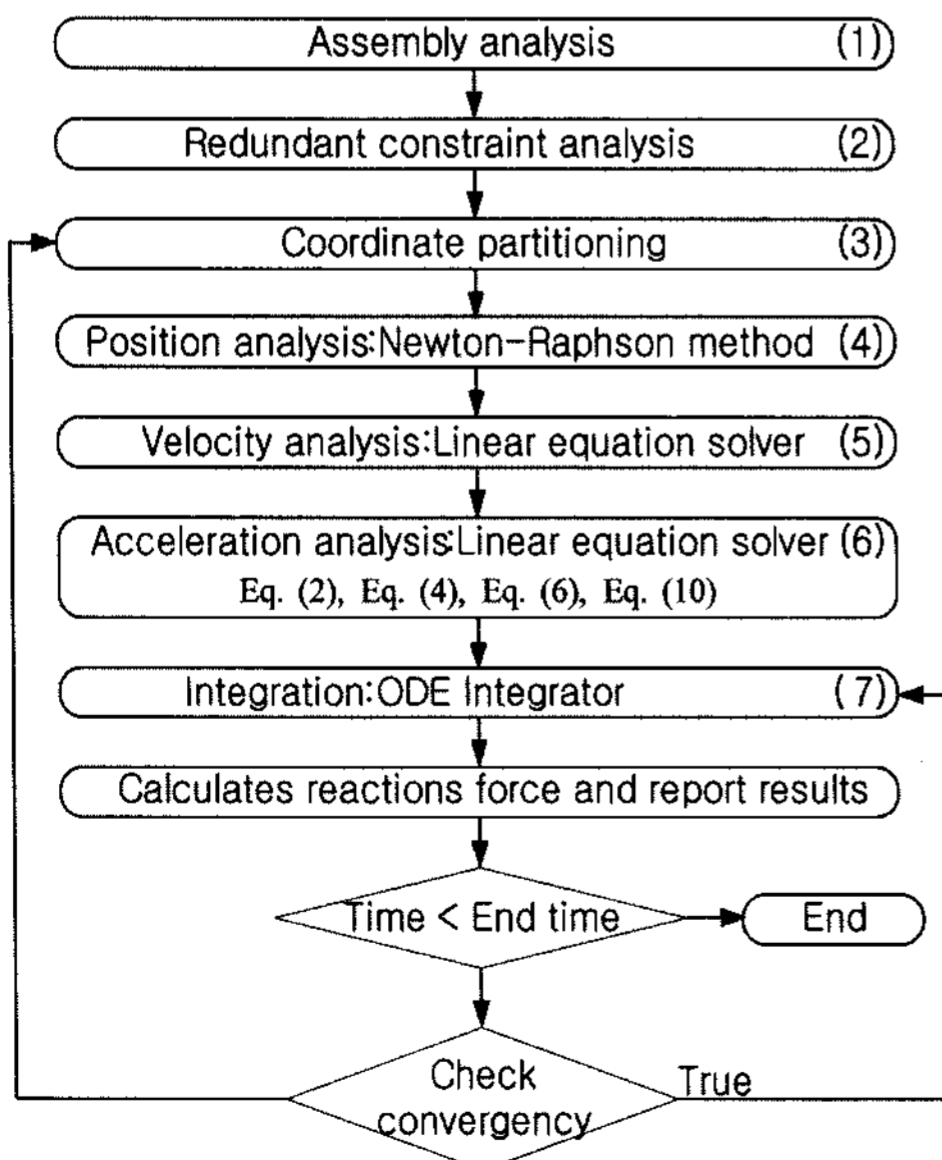 Assembly analysis (1)
Redundant constraint analysis (2)
Coordinate partitioning (3)
Position analysis:Newton-Raphson method (4)
Velocity analysis:Linear equation solver (5)
Acceleration analysis:Linear equation solver (6)
Eq. (2), Eq. (4), Eq. (6), Eq. (10)
Integration:ODE Integrator (7)
Calculates reactions force and report results
Time < End time
End
Check
convergency
True